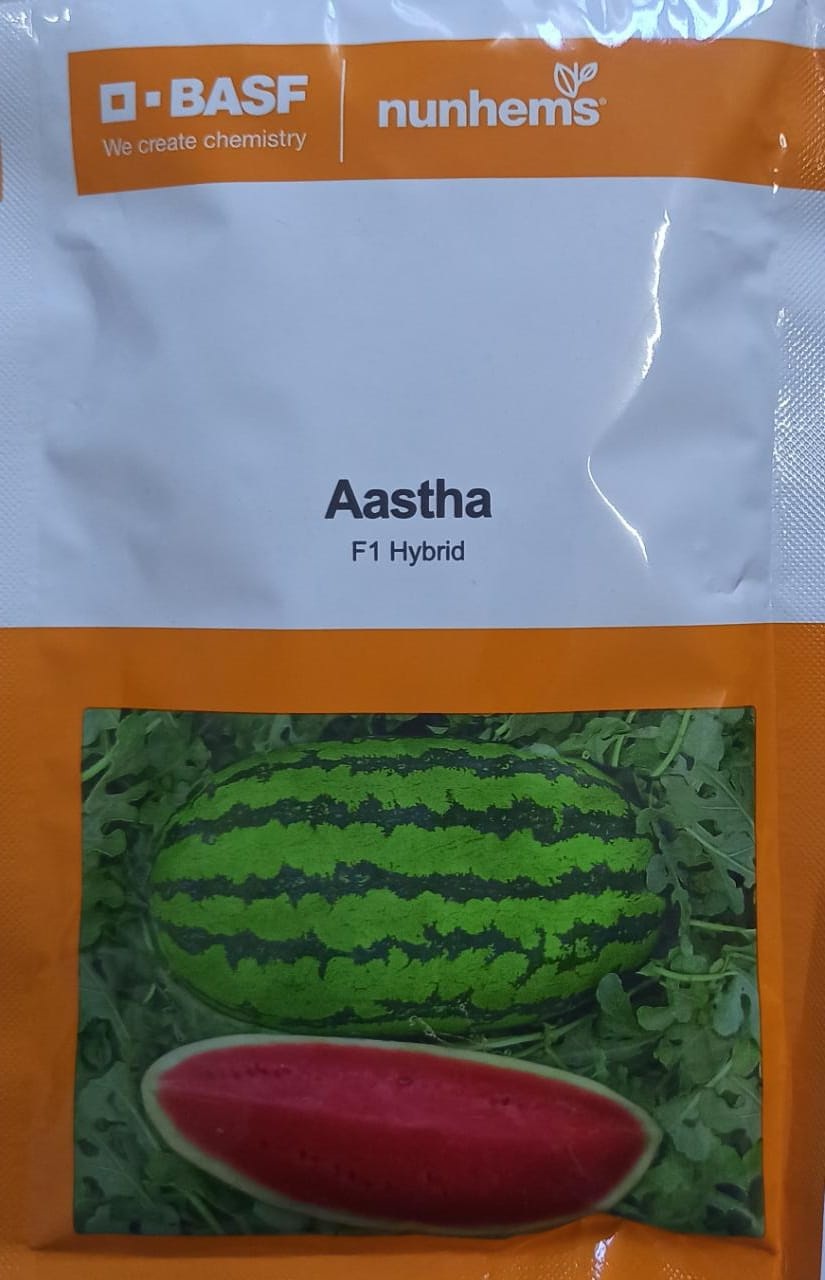 BASF
We create chemistry
nunhems®
Aastha
F1 Hybrid